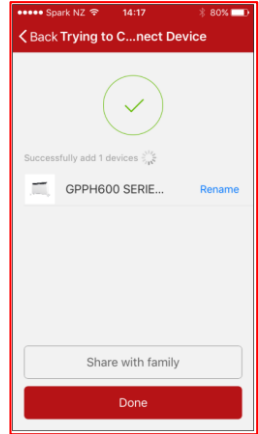 Spark NZ 14:17 80%
Back Trying to C...nect Device
Successfully add 1 devices
GPPH600 SERIE... Rename
Share with family
Done